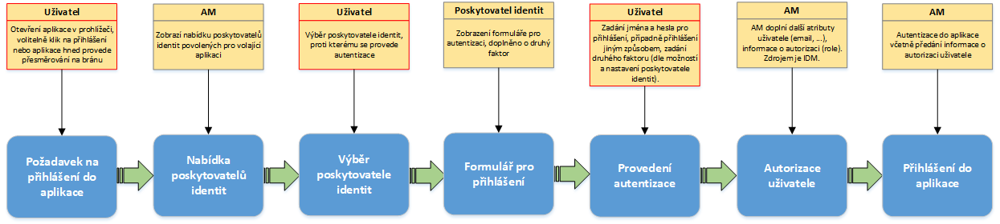 Uživatel
Otevření aplikace v prohlížeči,
volitelně klik na přihlášení
nebo aplikace hned provede
přesměrování na bránu
AM
Zobrazí nabídku poskytovatelů
identit povolených pro volající
aplikaci
Uživatel
Výběr poskytovatele identit,
proti kterému se provede
autentizace
Poskytovatel identit
Zobrazení formuláře pro
autentizaci, doplněno o druhý
faktor
Uživatel
Zadání jména a hesla pro
přihlášení, případně přihlášení
jiným způsobem, zadání
druhého faktoru (dle možností
a nastavení poskytovatele
identit).
AM
AM doplní další atributy
uživatele (email, ...),
informace o autorizaci (role).
Zdrojem je IDM.
AM
Autentizace do aplikace
včetně předání informace o
autorizaci uživatele
Požadavek na
přihlášení do
aplikace
Nabídka
poskytovatelů
identit
Výběr
poskytovatele
identit
Formulář pro
přihlášení
Provedení
autentizace
Autorizace
uživatele
Přihlášení do
aplikace